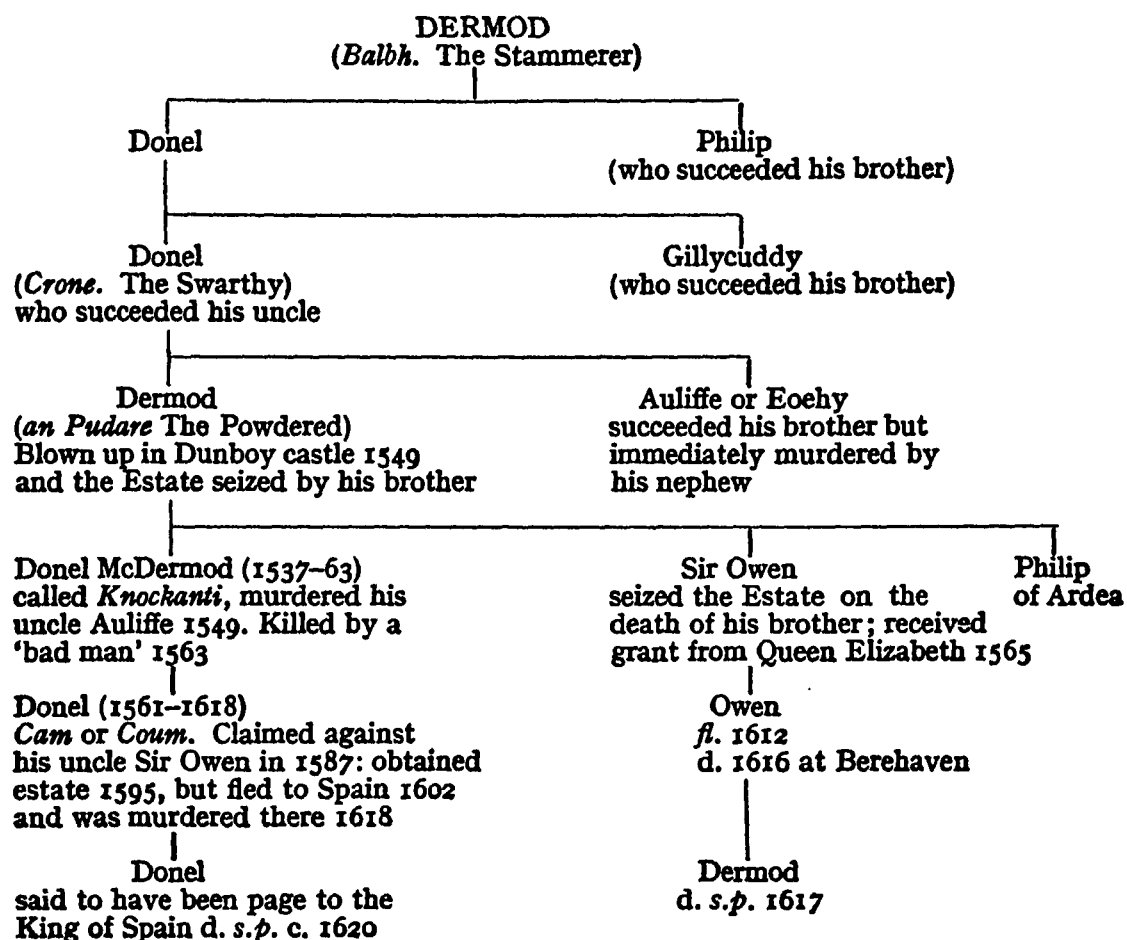 DERMOD
(Balbh. The Stammerer)
Donel
Philip
(who succeeded his brother)
Donel
(Crone. The Swarthy)
who succeeded his uncle
Gillycuddy
(who succeeded his brother)
Dermod
(an Pudare The Powdered)
Blown up in Dunboy castle 1549
and the Estate seized by his brother
Auliffe or Eoehy
succeeded his brother but
immediately murdered by
his nephew
Donel McDermod (1537–63)
called Knockanti, murdered his
uncle Auliffe 1549. Killed by a
'bad man' 1563
Sir Owen
seized the Estate on the
death of his brother; received
grant from Queen Elizabeth 1565
Philip
of Ardea
Donel (1561–1618)
Cam or Coum. Claimed against
his uncle Sir Owen in 1587: obtained
estate 1595, but fled to Spain 1602
and was murdered there 1618
Owen
fl. 1612
d. 1616 at Berehaven
Donel
said to have been page to the
King of Spain d. s.p. c. 1620
Dermod
d. s.p. 1617